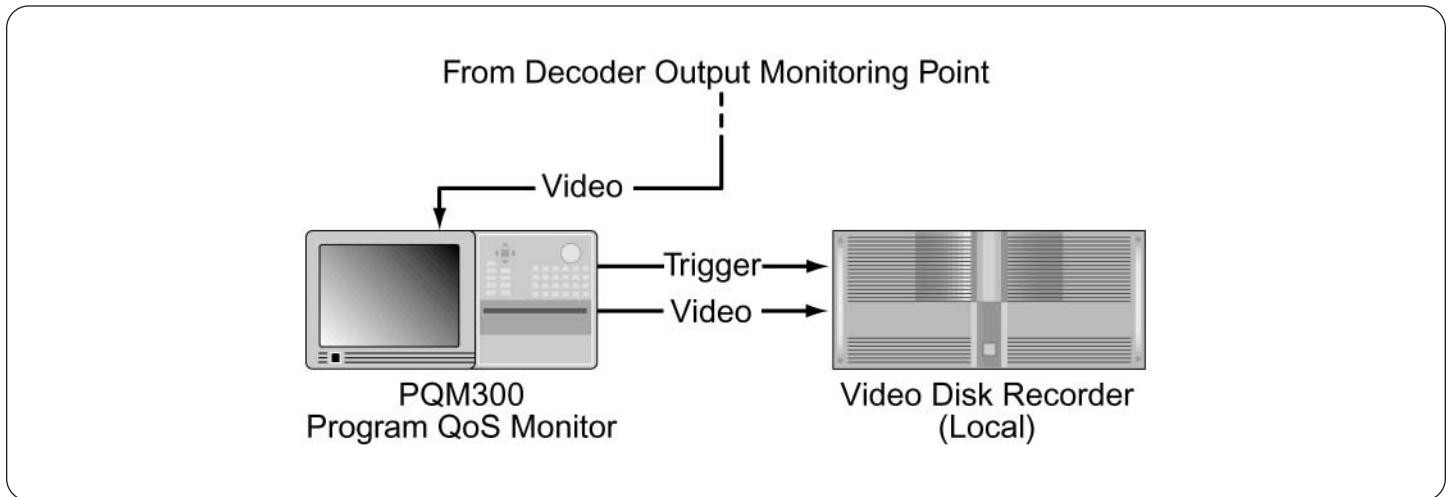 From Decoder Output Monitoring Point
Video
Trigger
Video
PQM300
Program QoS Monitor
Video Disk Recorder
(Local)